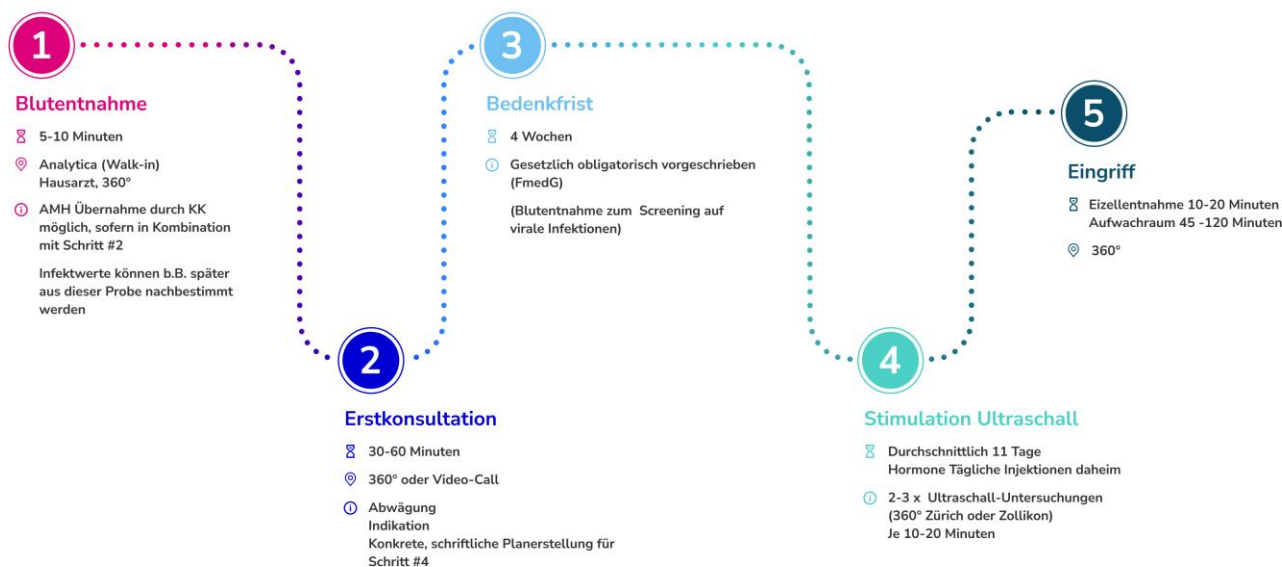 1
Blutentnahme
5-10 Minuten
Analytica (Walk-in)
Hausarzt, 360°
AMH Übernahme durch KK
möglich, sofern in Kombination
mit Schritt #2
Infektwerte können b.B. später
aus dieser Probe nachbestimmt
werden
2
Erstkonsultation
30-60 Minuten
360° oder Video-Call
Abwägung
Indikation
Konkrete, schriftliche Planerstellung für
Schritt #4
3
Bedenkfrist
4 Wochen
Gesetzlich obligatorisch vorgeschrieben
(FmedG)
(Blutentnahme zum  Screening auf
virale Infektionen)
4
Stimulation Ultraschall
Durchschnittlich 11 Tage
Hormone Tägliche Injektionen daheim
2-3 x  Ultraschall-Untersuchungen
(360° Zürich oder Zollikon)
Je 10-20 Minuten
5
Eingriff
Eizellentnahme 10-20 Minuten
Aufwachraum 45 -120 Minuten
360°